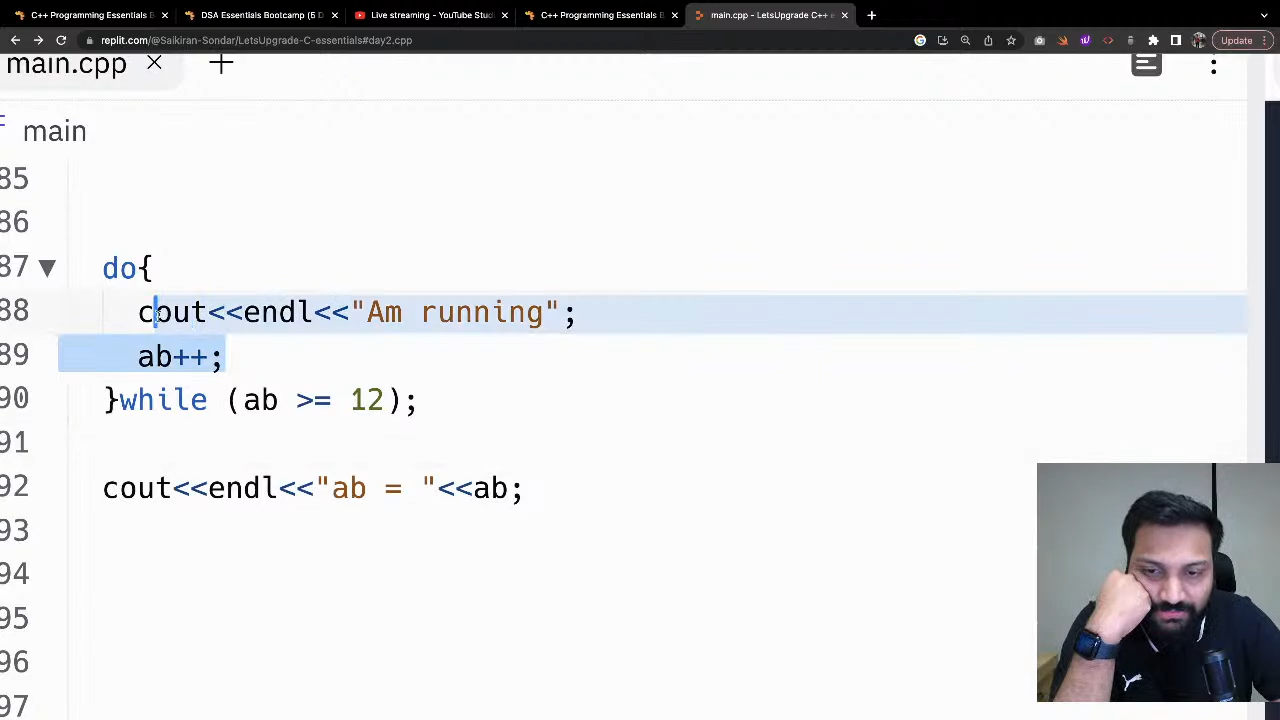 C++ Programming Essentials B
DSA Essentials Bootcamp (5 D
Live streaming - YouTube Stud
C++ Programming Essentials B
main.cpp - LetsUpgrade C++ e
replit.com/@Saikiran-Sondar/LetsUpgrade-C-essentials#day2.cpp
Update
main.cpp
main
85
86
87 do{
88 cout<<endl<<"Am running";
89 ab++;
90 }while (ab >= 12);
91
92 cout<<endl<<"ab = "<<ab;
93
94
95
96
97